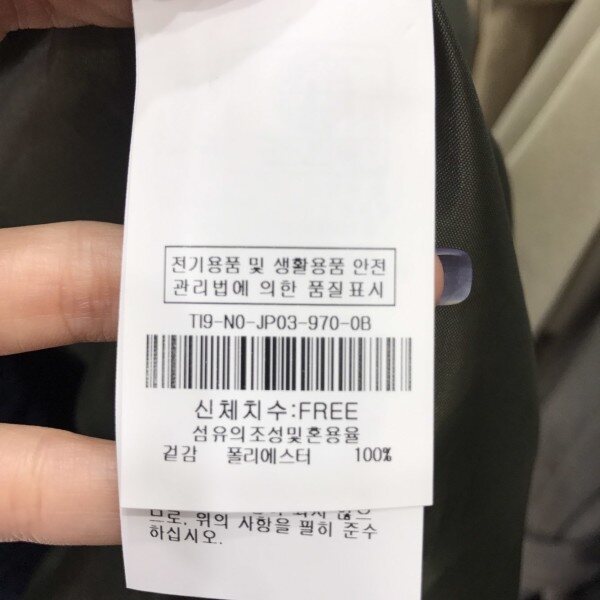 전기용품 및 생활용품 안전
관리법에 의한 품질표시
TI9-N0-JP03-970-0B
신체치수:FREE
섬유의조성및혼용율
겉감 폴리에스터 100%
므로, 위의 사항을 필히 준수
하십시오.